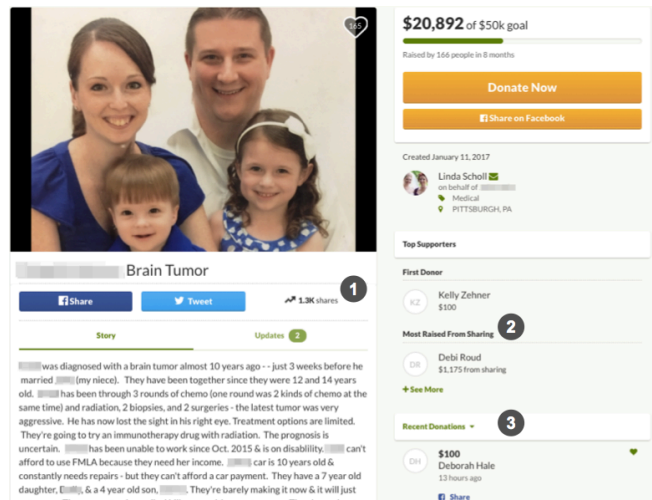 165
Brain Tumor
Share
Tweet
1.3K shares
1
Story
Updates 2
was diagnosed with a brain tumor almost 10 years ago - - just 3 weeks before he
married (my niece). They have been together since they were 12 and 14 years
old. has been through 3 rounds of chemo (one round was 2 kinds of chemo at the
same time) and radiation, 2 biopsies, and 2 surgeries - the latest tumor was very
aggressive. He has now lost the sight in his right eye. Treatment options are limited.
They're going to try an immunotherapy drug with radiation. The prognosis is
uncertain. has been unable to work since Oct. 2015 & is on disablility. can't
afford to use FMLA because they need her income. car is 10 years old &
constantly needs repairs - but they can't afford a car payment. They have a 7 year old
daughter, & a 4 year old son, . They're barely making it now & it will just
$20,892 of $50k goal
Raised by 166 people in 8 months
Donate Now
Share on Facebook
Created January 11, 2017
Linda Scholl
on behalf of
Medical
PITTSBURGH, PA
Top Supporters
First Donor
KZ
Kelly Zehner
$100
Most Raised From Sharing
2
DR
Debi Roud
$1,175 from sharing
+ See More
Recent Donations
3
DH
$100
Deborah Hale
13 hours ago
Share